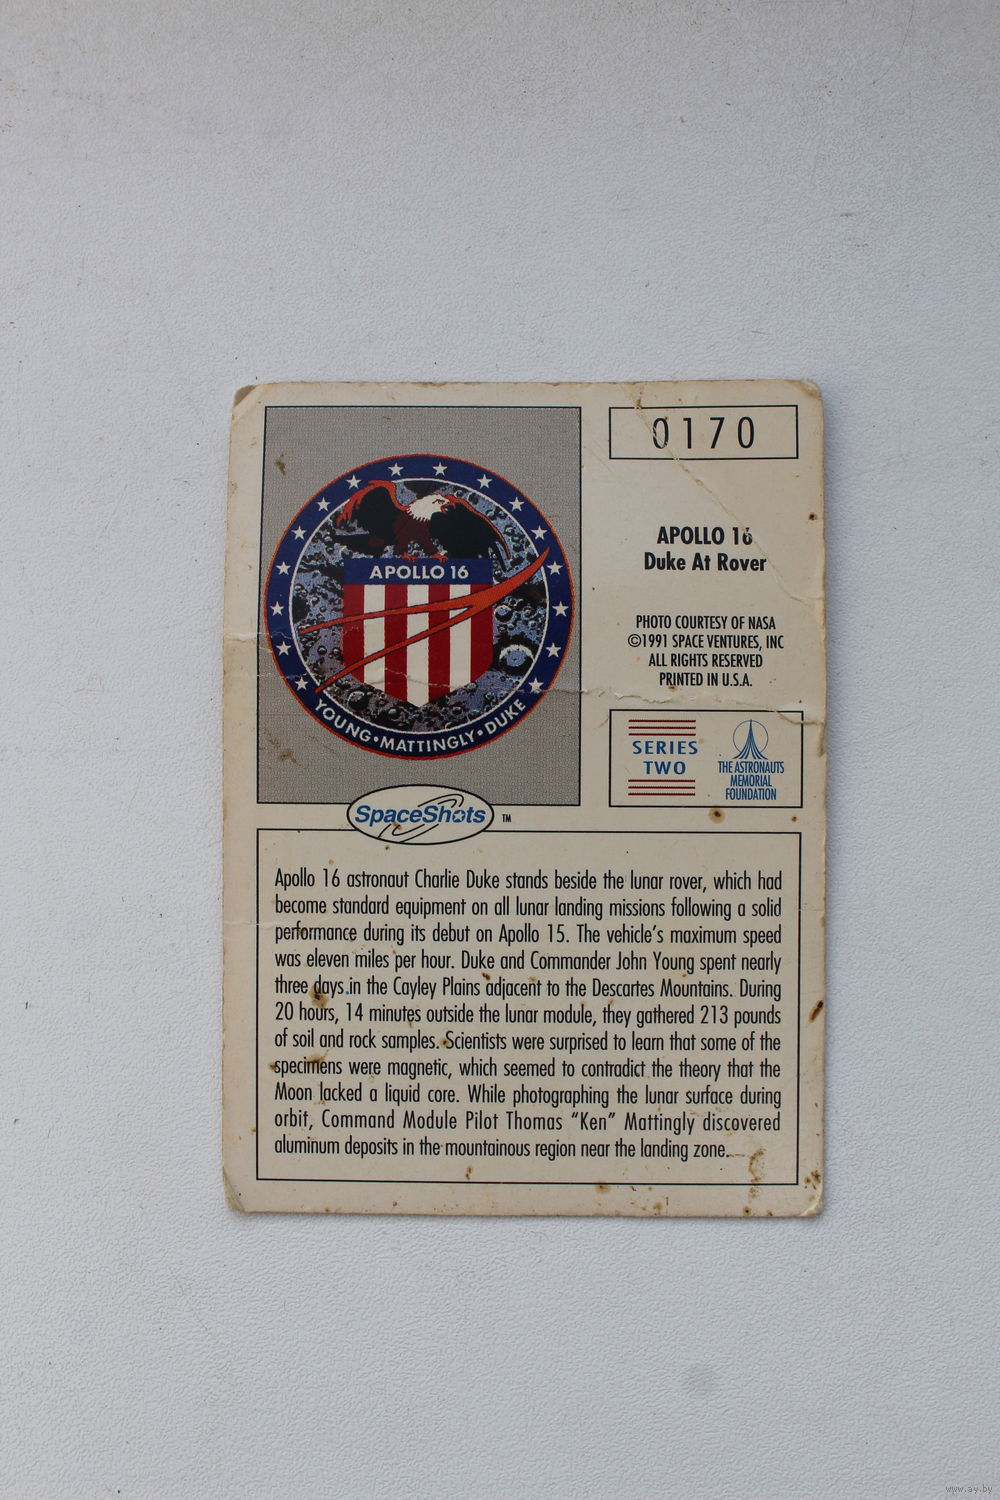 0170
APOLLO 16
YOUNG•MATTINGLY•DUKE
APOLLO 16
Duke At Rover
PHOTO COURTESY OF NASA
©1991 SPACE VENTURES, INC
ALL RIGHTS RESERVED
PRINTED IN U.S.A.
SERIES
TWO
THE ASTRONAUTS
MEMORIAL
FOUNDATION
SpaceShots ™
Apollo 16 astronaut Charlie Duke stands beside the lunar rover, which had
become standard equipment on all lunar landing missions following a solid
performance during its debut on Apollo 15. The vehicle's maximum speed
was eleven miles per hour. Duke and Commander John Young spent nearly
three days in the Cayley Plains adjacent to the Descartes Mountains. During
20 hours, 14 minutes outside the lunar module, they gathered 213 pounds
of soil and rock samples. Scientists were surprised to learn that some of the
specimens were magnetic, which seemed to contradict the theory that the
Moon lacked a liquid core. While photographing the lunar surface during
orbit, Command Module Pilot Thomas “Ken” Mattingly discovered
aluminum deposits in the mountainous region near the landing zone.
www.ay.by